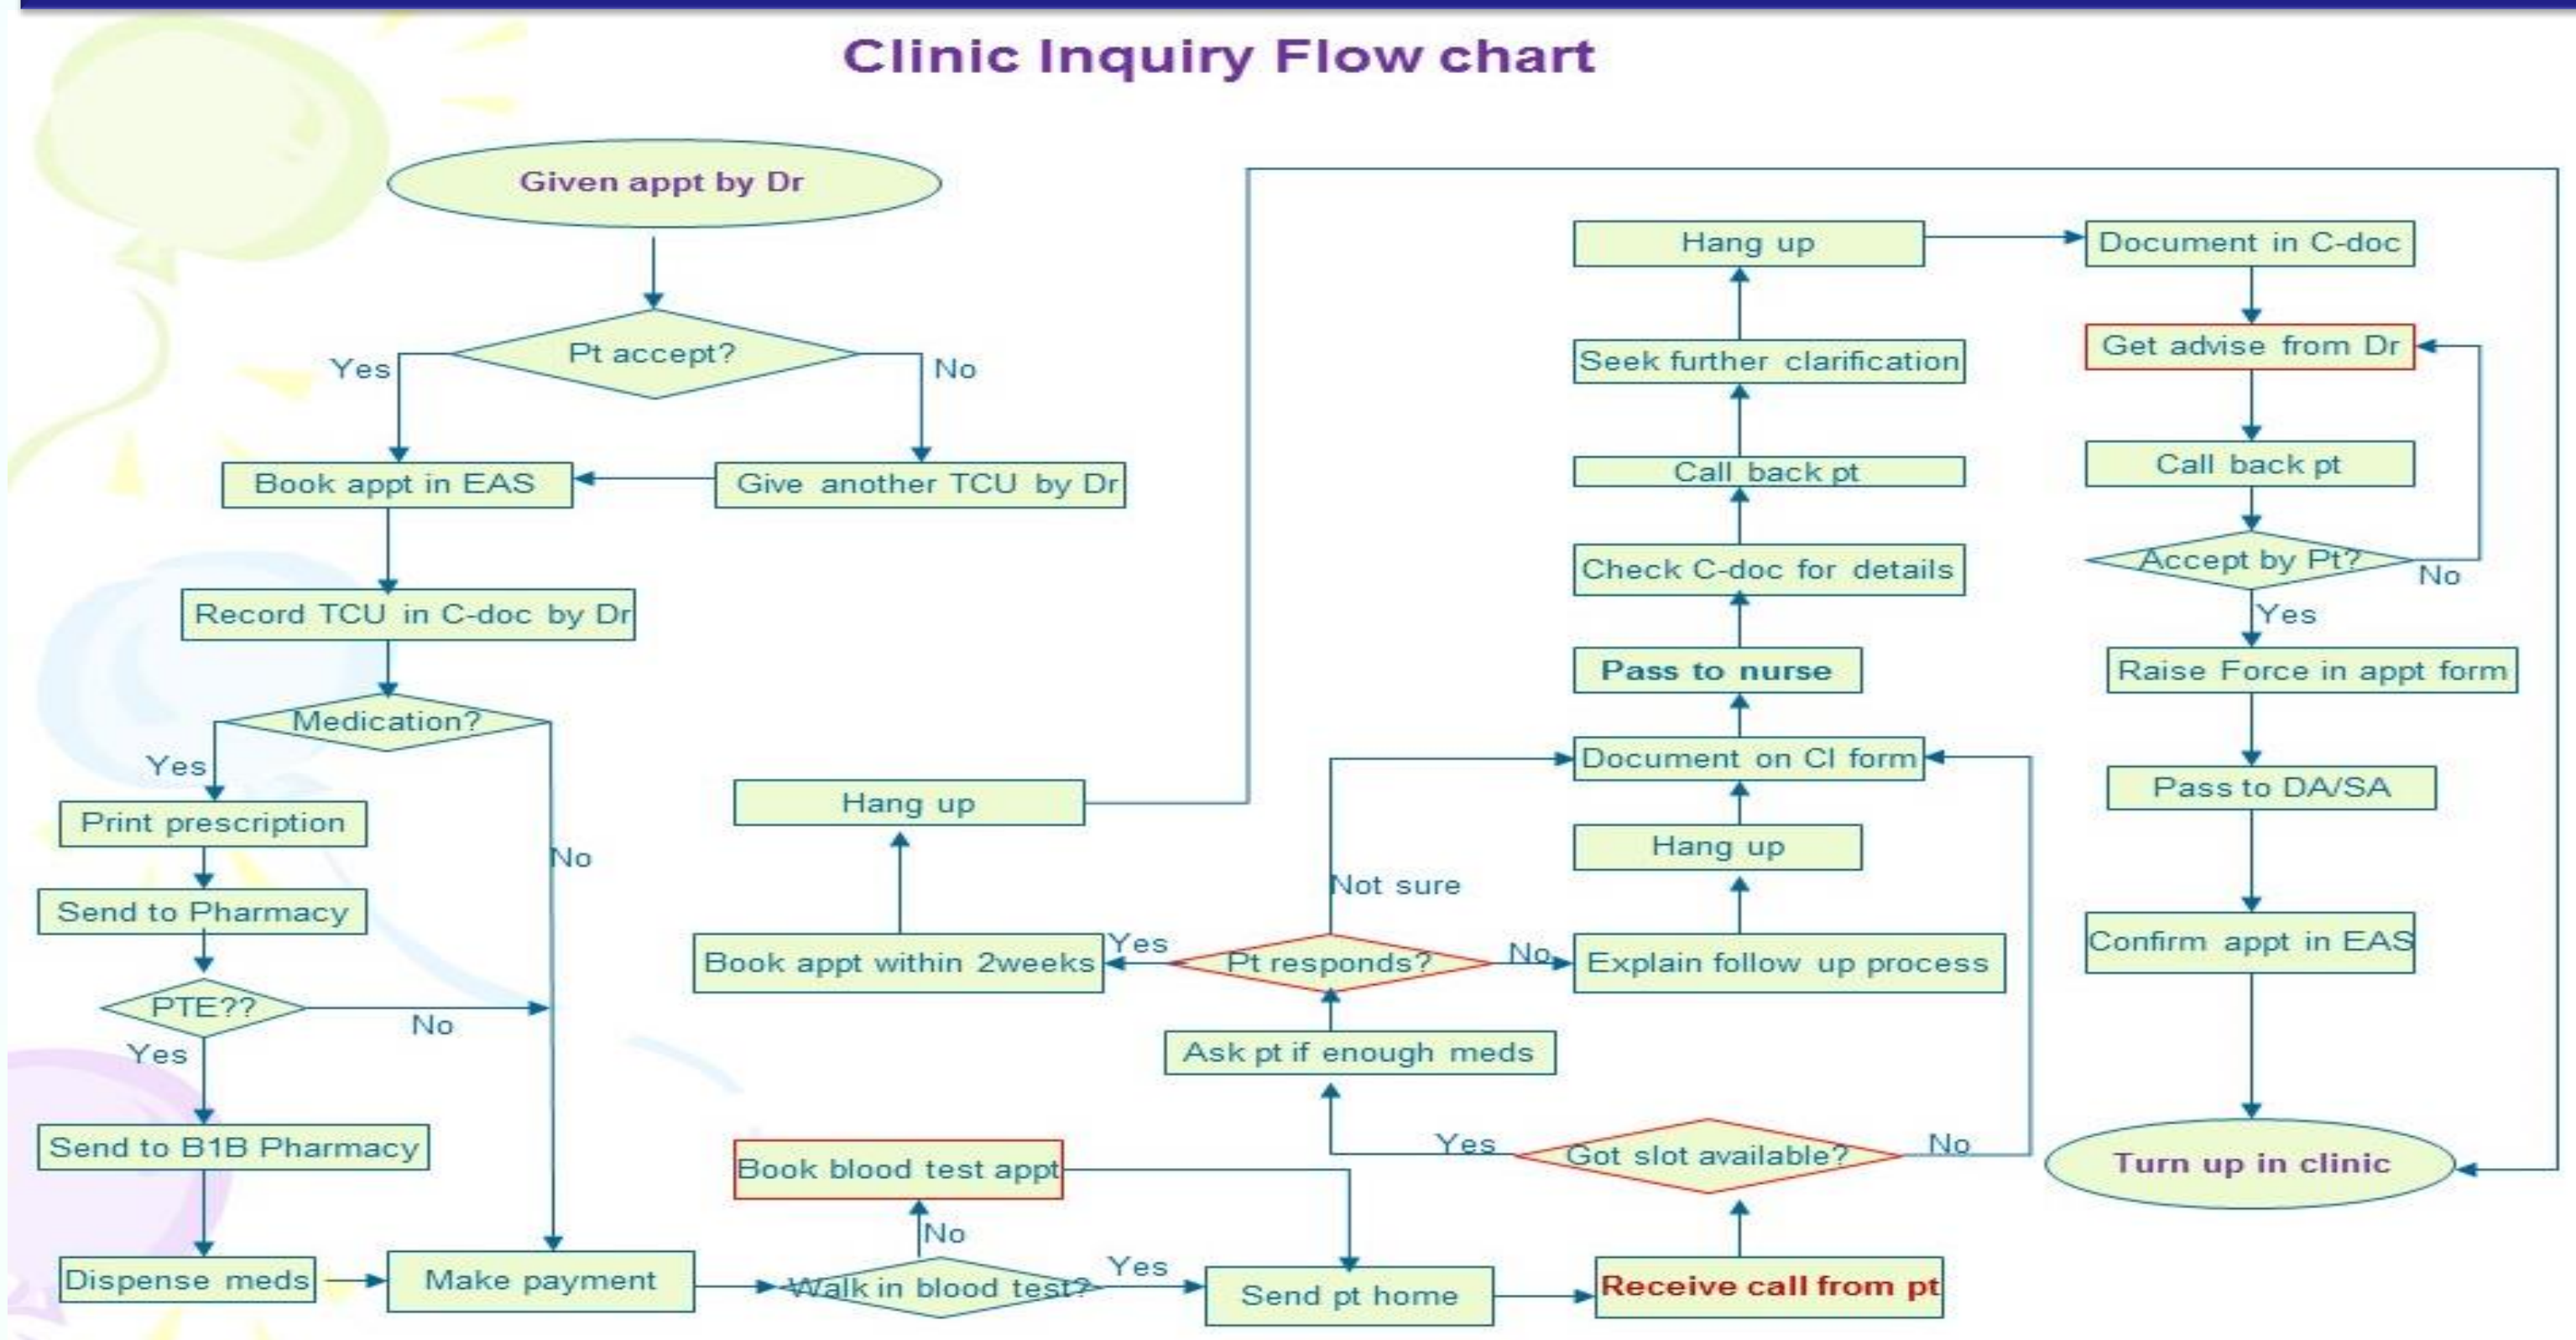 Clinic Inquiry Flow chart
Given appt by Dr
Pt accept?
Yes
No
Book appt in EAS
Give another TCU by Dr
Record TCU in C-doc by Dr
Medication?
Yes
No
Print prescription
Send to Pharmacy
PTE??
No
Yes
Send to B1B Pharmacy
Dispense meds
Make payment
Walk in blood test?
No
Yes
Book blood test appt
Send pt home
Receive call from pt
Got slot available?
Yes
No
Ask pt if enough meds
Pt responds?
Yes
No
Not sure
Book appt within 2weeks
Hang up
Explain follow up process
Hang up
Document on CI form
Pass to nurse
Check C-doc for details
Call back pt
Seek further clarification
Hang up
Document in C-doc
Get advise from Dr
Call back pt
Accept by Pt?
No
Yes
Raise Force in appt form
Pass to DA/SA
Confirm appt in EAS
Turn up in clinic